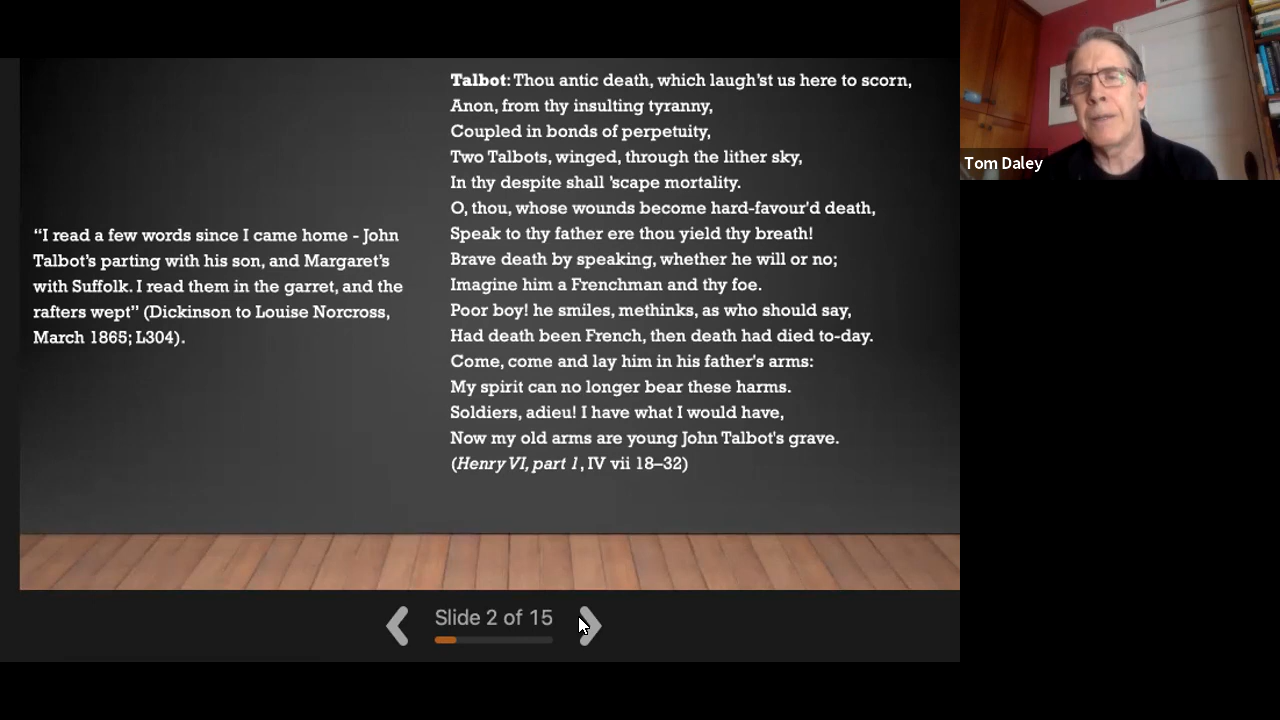 “I read a few words since I came home - John
Talbot’s parting with his son, and Margaret’s
with Suffolk. I read them in the garret, and the
rafters wept” (Dickinson to Louise Norcross,
March 1865; L304).
Talbot: Thou antic death, which laugh’st us here to scorn,
Anon, from thy insulting tyranny,
Coupled in bonds of perpetuity,
Two Talbots, winged, through the lither sky,
In thy despite shall ’scape mortality.
O, thou, whose wounds become hard-favour’d death,
Speak to thy father ere thou yield thy breath!
Brave death by speaking, whether he will or no;
Imagine him a Frenchman and thy foe.
Poor boy! he smiles, methinks, as who should say,
Had death been French, then death had died to-day.
Come, come and lay him in his father's arms:
My spirit can no longer bear these harms.
Soldiers, adieu! I have what I would have,
Now my old arms are young John Talbot's grave.
(Henry VI, part 1, IV vii 18–32)
Tom Daley
Slide 2 of 15